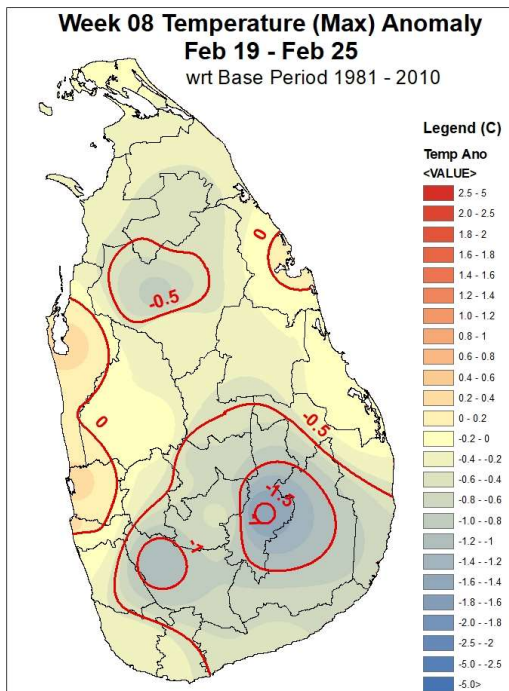 Week 08 Temperature (Max) Anomaly
Feb 19 - Feb 25
wrt Base Period 1981 - 2010
Legend (C)
Temp Ano
<VALUE>
2.5 - 5
2.0 - 2.5
1.8 - 2
1.6 - 1.8
1.4 - 1.6
1.2 - 1.4
1.0 - 1.2
0.8 - 1
0.6 - 0.8
0.4 - 0.6
0.2 - 0.4
0 - 0.2
-0.2 - 0
-0.4 - -0.2
-0.6 - -0.4
-0.8 - -0.6
-1.0 - -0.8
-1.2 - -1
-1.4 - -1.2
-1.6 - -1.4
-1.8 - -1.6
-2.0 - -1.8
-2.5 - -2
-5.0 - -2.5
-5.0>
0
-0.5
0
-0.5
-1.5
-1